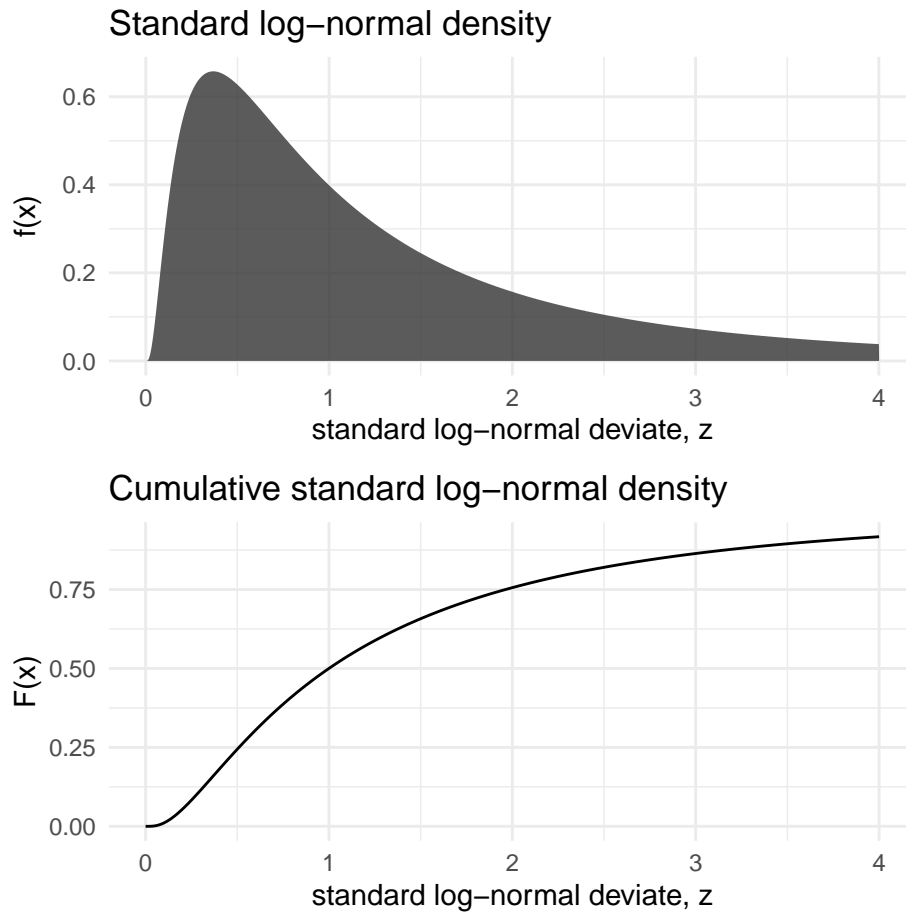 Standard log−normal density
f(x)
0.6
0.4
0.2
0.0
0 1 2 3 4
standard log−normal deviate, z
Cumulative standard log−normal density
F(x)
0.75
0.50
0.25
0.00
0 1 2 3 4
standard log−normal deviate, z